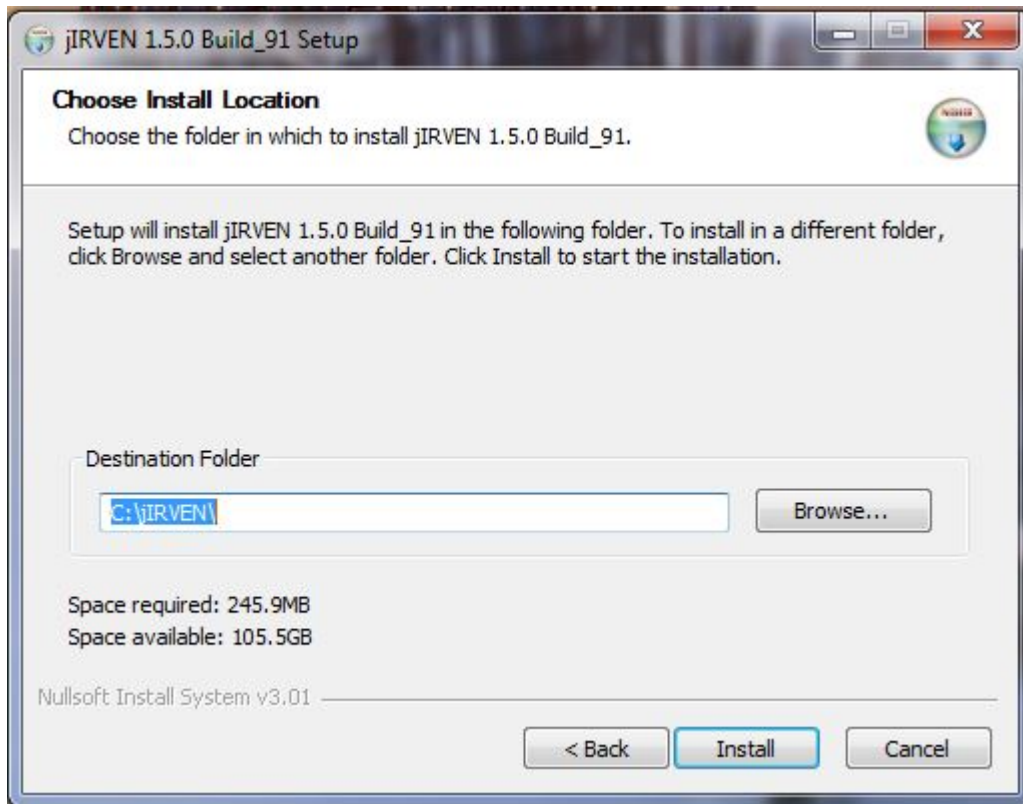 jIRVEN 1.5.0 Build_91 Setup
Choose Install Location
Choose the folder in which to install jIRVEN 1.5.0 Build_91.
Setup will install jIRVEN 1.5.0 Build_91 in the following folder. To install in a different folder,
click Browse and select another folder. Click Install to start the installation.
Destination Folder
C:\jIRVEN\
Browse...
Space required: 245.9MB
Space available: 105.5GB
Nullsoft Install System v3.01
< Back
Install
Cancel